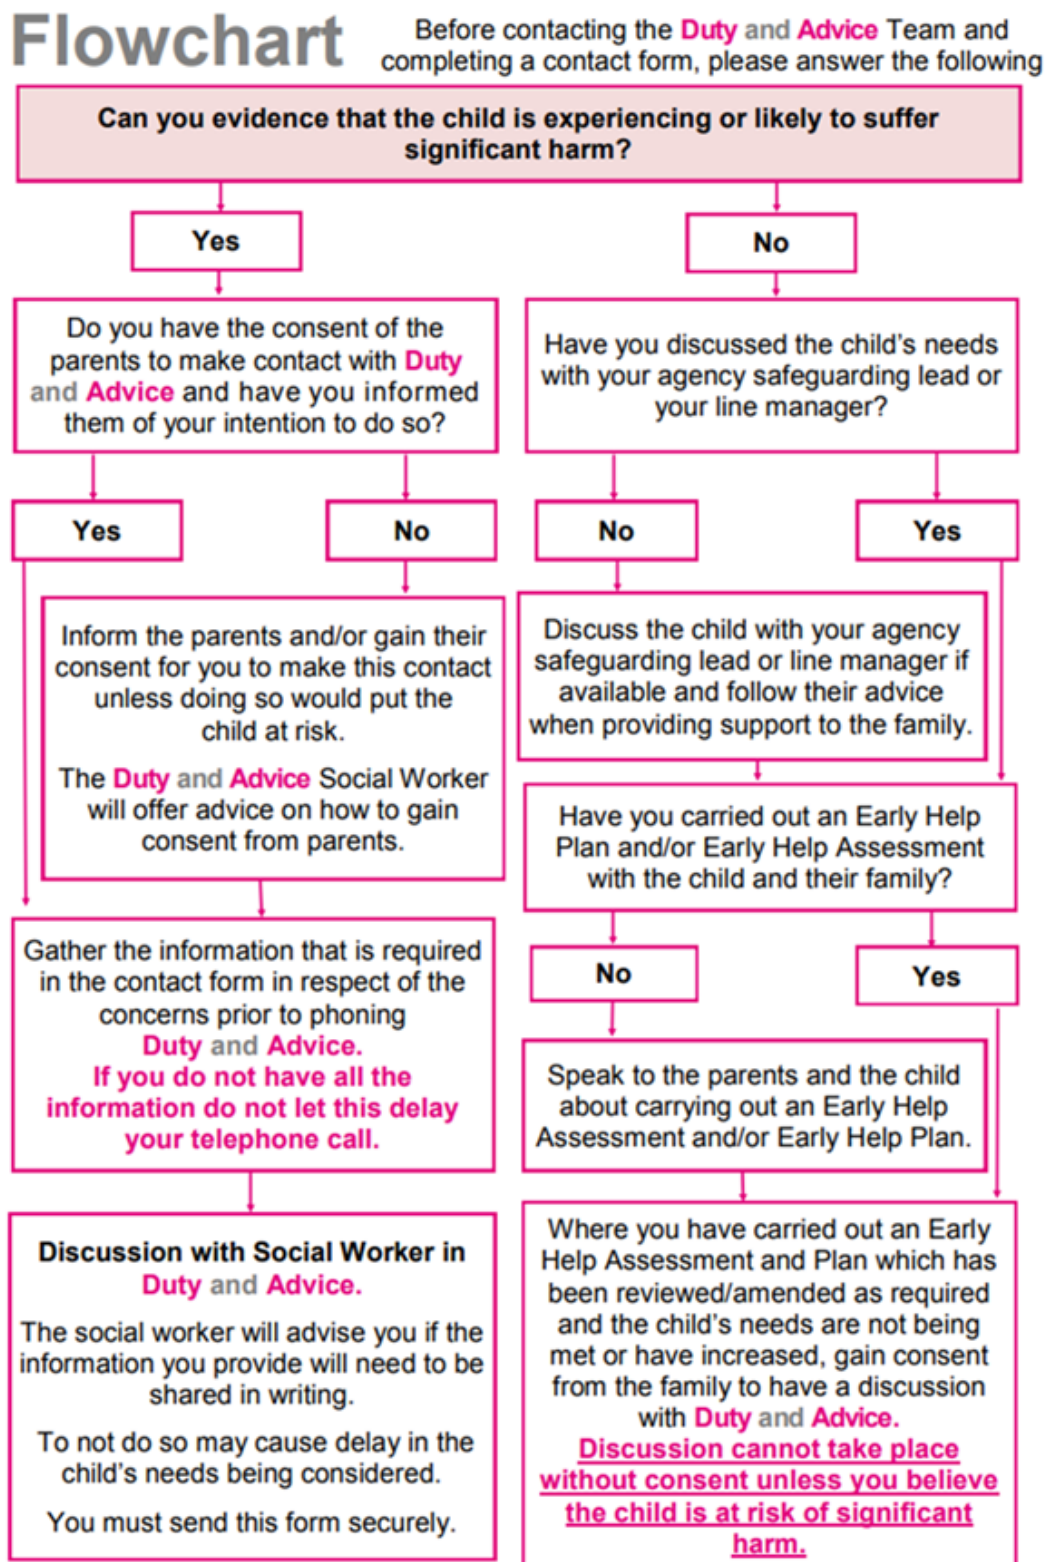 Flowchart
Before contacting the Duty and Advice Team and
completing a contact form, please answer the following
Can you evidence that the child is experiencing or likely to suffer
significant harm?
Yes
No
Do you have the consent of the
parents to make contact with Duty
and Advice and have you informed
them of your intention to do so?
Have you discussed the child's needs
with your agency safeguarding lead or
your line manager?
Yes
No
No
Yes
Inform the parents and/or gain their
consent for you to make this contact
unless doing so would put the
child at risk.
The Duty and Advice Social Worker
will offer advice on how to gain
consent from parents.
Discuss the child with your agency
safeguarding lead or line manager if
available and follow their advice
when providing support to the family.
Have you carried out an Early Help
Plan and/or Early Help Assessment
with the child and their family?
Gather the information that is required
in the contact form in respect of the
concerns prior to phoning
Duty and Advice.
If you do not have all the
information do not let this delay
your telephone call.
No
Yes
Speak to the parents and the child
about carrying out an Early Help
Assessment and/or Early Help Plan.
Discussion with Social Worker in
Duty and Advice.
The social worker will advise you if the
information you provide will need to be
shared in writing.
To not do so may cause delay in the
child's needs being considered.
You must send this form securely.
Where you have carried out an Early
Help Assessment and Plan which has
been reviewed/amended as required
and the child's needs are not being
met or have increased, gain consent
from the family to have a discussion
with Duty and Advice.
Discussion cannot take place
without consent unless you believe
the child is at risk of significant
harm.